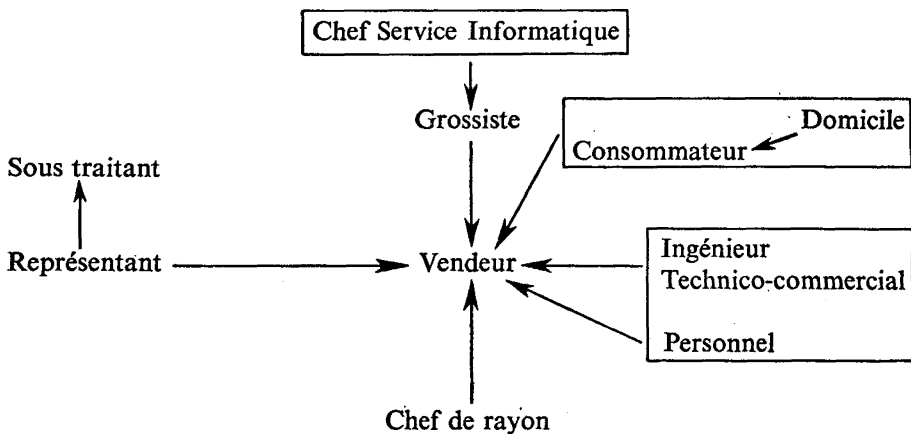 Chef Service Informatique
Grossiste
Domicile
Consommateur
Sous traitant
Représentant
Vendeur
Ingénieur
Technico-commercial
Personnel
Chef de rayon